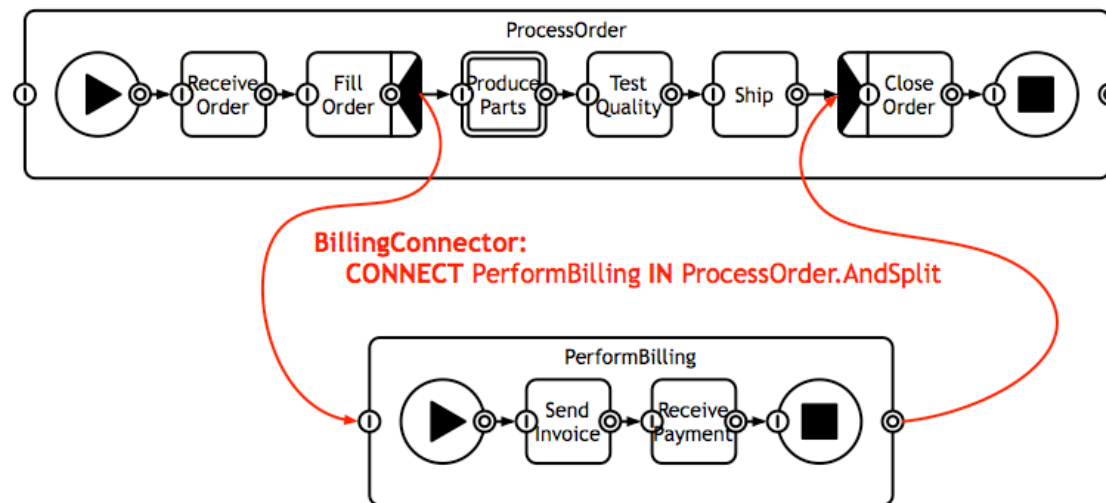 ProcessOrder
Receive
Order
Fill
Order
Produce
Parts
Test
Quality
Ship
Close
Order
BillingConnector:
CONNECT PerformBilling IN ProcessOrder.AndSplit
PerformBilling
Send
Invoice
Receive
Payment